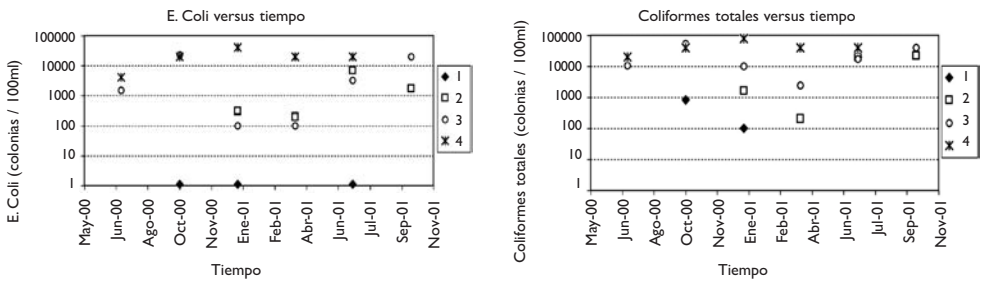 E. Coli versus tiempo
E. Coli (colonias / 100ml)
100000
10000
1000
100
10
1
May-00
Jun-00
Ago-00
Oct-00
Nov-00
Ene-01
Abr-01
Jun-01
Jul-01
Sep-01
Nov-01
Tiempo
1
2
3
4
Coliformes totales versus tiempo
Coliformes totales (colonias / 100ml)
100000
10000
1000
100
10
1
May-00
Jun-00
Ago-00
Oct-00
Nov-00
Ene-01
Mar-01
Abr-01
Jun-01
Jul-01
Sep-01
Nov-01
Tiempo
1
2
3
4